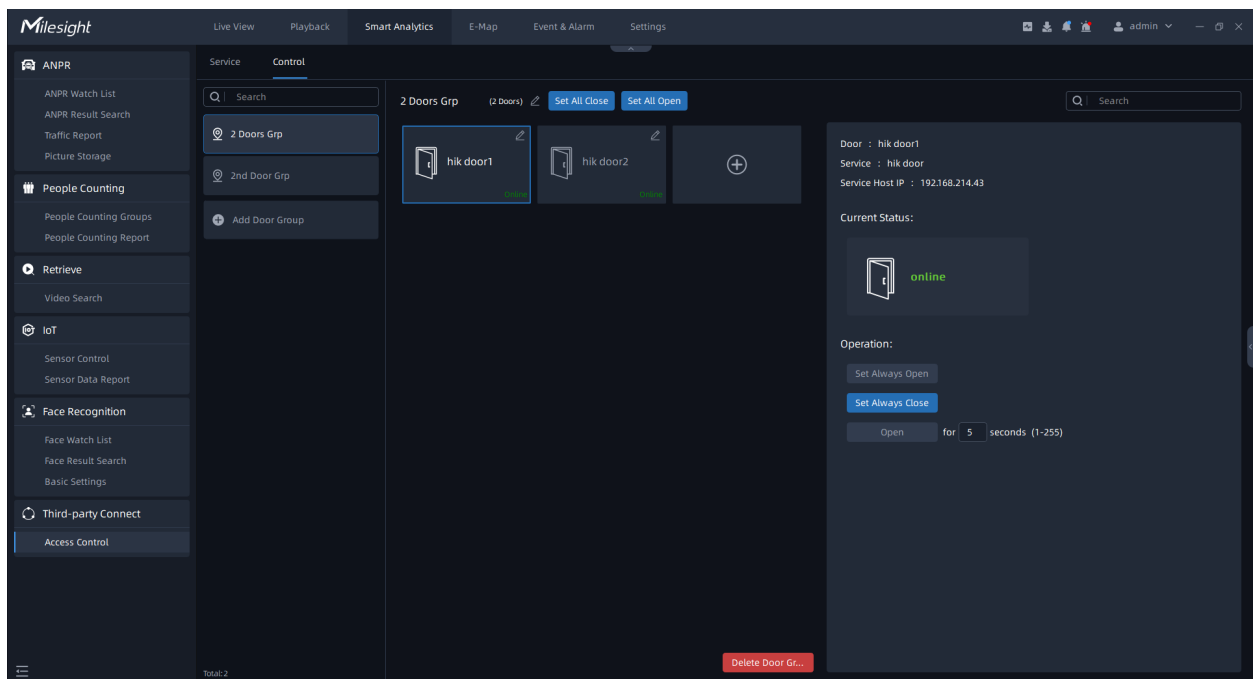 Milesight
Live View Playback Smart Analytics E-Map Event & Alarm Settings admin
ANPR
ANPR Watch List
ANPR Result Search
Traffic Report
Picture Storage
People Counting
People Counting Groups
People Counting Report
Retrieve
Video Search
IoT
Sensor Control
Sensor Data Report
Face Recognition
Face Watch List
Face Result Search
Basic Settings
Third-party Connect
Access Control
Service Control
Search
2 Doors Grp
2nd Door Grp
Add Door Group
Total: 2
2 Doors Grp (2 Doors) Set All Close Set All Open
Search
hik door1
Online
hik door2
Online
Delete Door Gr...
Door : hik door1
Service : hik door
Service Host IP : 192.168.214.43
Current Status:
online
Operation:
Set Always Open
Set Always Close
Open for 5 seconds (1-255)